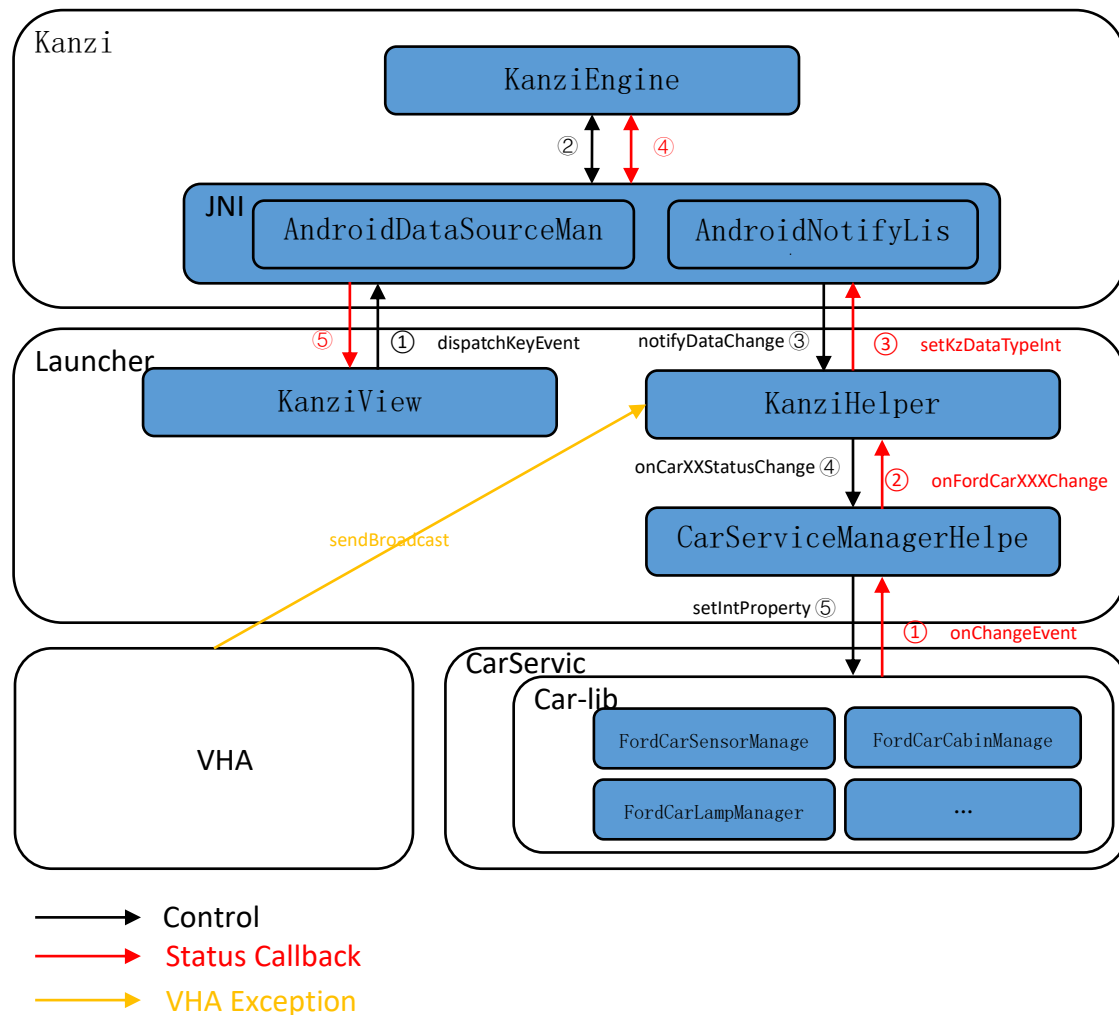 Kanzi
KanziEngine
② ④
JNI
AndroidDataSourceMan AndroidNotifyLis
⑤ ① dispatchKeyEvent notifyDataChange ③ ③ setKzDataTypeInt
Launcher
KanziView KanziHelper
onCarXXStatusChange ④ ② onFordCarXXXChange
sendBroadcast CarServiceManagerHelpe
setIntProperty ⑤ ① onChangeEvent
CarServic
Car-lib
VHA
FordCarSensorManage FordCarCabinManage
FordCarLampManager …
Control
Status Callback
VHA Exception